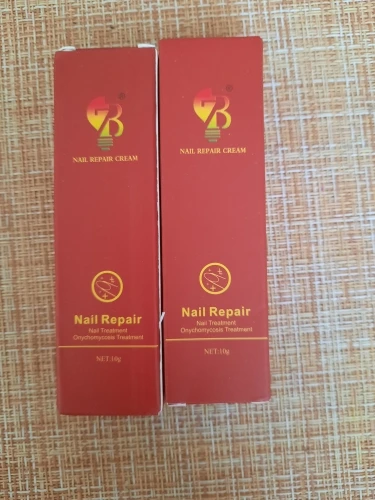 B
®
NAIL REPAIR CREAM
Nail Repair
Nail Treatment
Onychomycosis Treatment
NET:10g
B
®
NAIL REPAIR CREAM
Nail Repair
Nail Treatment
Onychomycosis Treatment
NET:10g